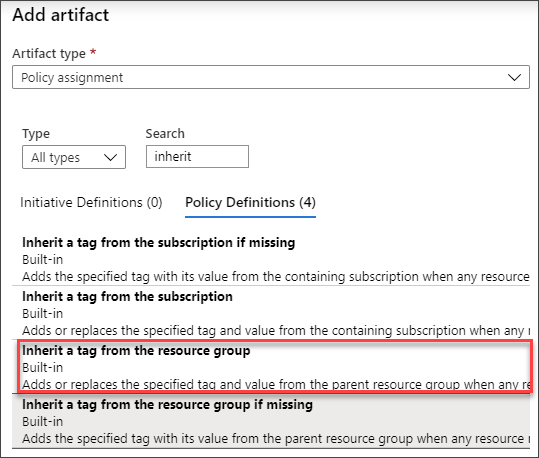 Add artifact
Artifact type *
Policy assignment
Type
Search
All types
inherit
Initiative Definitions (0)
Policy Definitions (4)
Inherit a tag from the subscription if missing
Built-in
Adds the specified tag with its value from the containing subscription when any resource
Inherit a tag from the subscription
Built-in
Adds or replaces the specified tag and value from the containing subscription when any
Inherit a tag from the resource group
Built-in
Adds or replaces the specified tag and value from the parent resource group when any
Inherit a tag from the resource group if missing
Built-in
Adds the specified tag with its value from the parent resource group when any resource